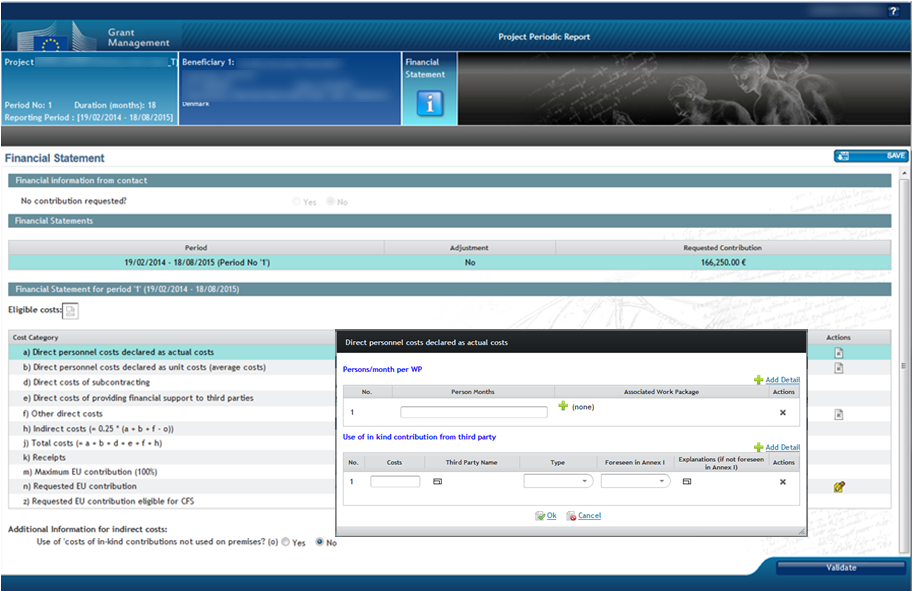 ?
Grant
Management
Project Periodic Report
Project _T)
Beneficiary 1:
Financial
Statement
Denmark
Period No: 1 Duration (months): 18
Reporting Period : [19/02/2014 - 18/08/2015]
Financial Statement
SAVE
Financial information from contact
No contribution requested? Yes No
Financial Statements
Period Adjustment Requested Contribution
19/02/2014 - 18/08/2015 (Period No '1') No 166,250.00 €
Financial Statement for period '1' (19/02/2014 - 18/08/2015)
Eligible costs:
Cost Category Actions
a) Direct personnel costs declared as actual costs
b) Direct personnel costs declared as unit costs (average costs)
d) Direct costs of subcontracting
e) Direct costs of providing financial support to third parties
f) Other direct costs
h) Indirect costs (= 0.25 * (a + b + f - o))
j) Total costs (= a + b + d + e + f + h)
k) Receipts
m) Maximum EU contribution (100%)
n) Requested EU contribution
z) Requested EU contribution eligible for CFS
Direct personnel costs declared as actual costs
Persons/month per WP
Add Detail
No. Person Months Associated Work Package Actions
1 (none)
Use of in kind contribution from third party
Add Detail
No. Costs Third Party Name Type Foreseen in Annex I Explanations (if not foreseen in Annex I) Actions
1
Ok Cancel
Additional Information for indirect costs:
Use of 'costs of in-kind contributions not used on premises? (o) Yes No
Validate